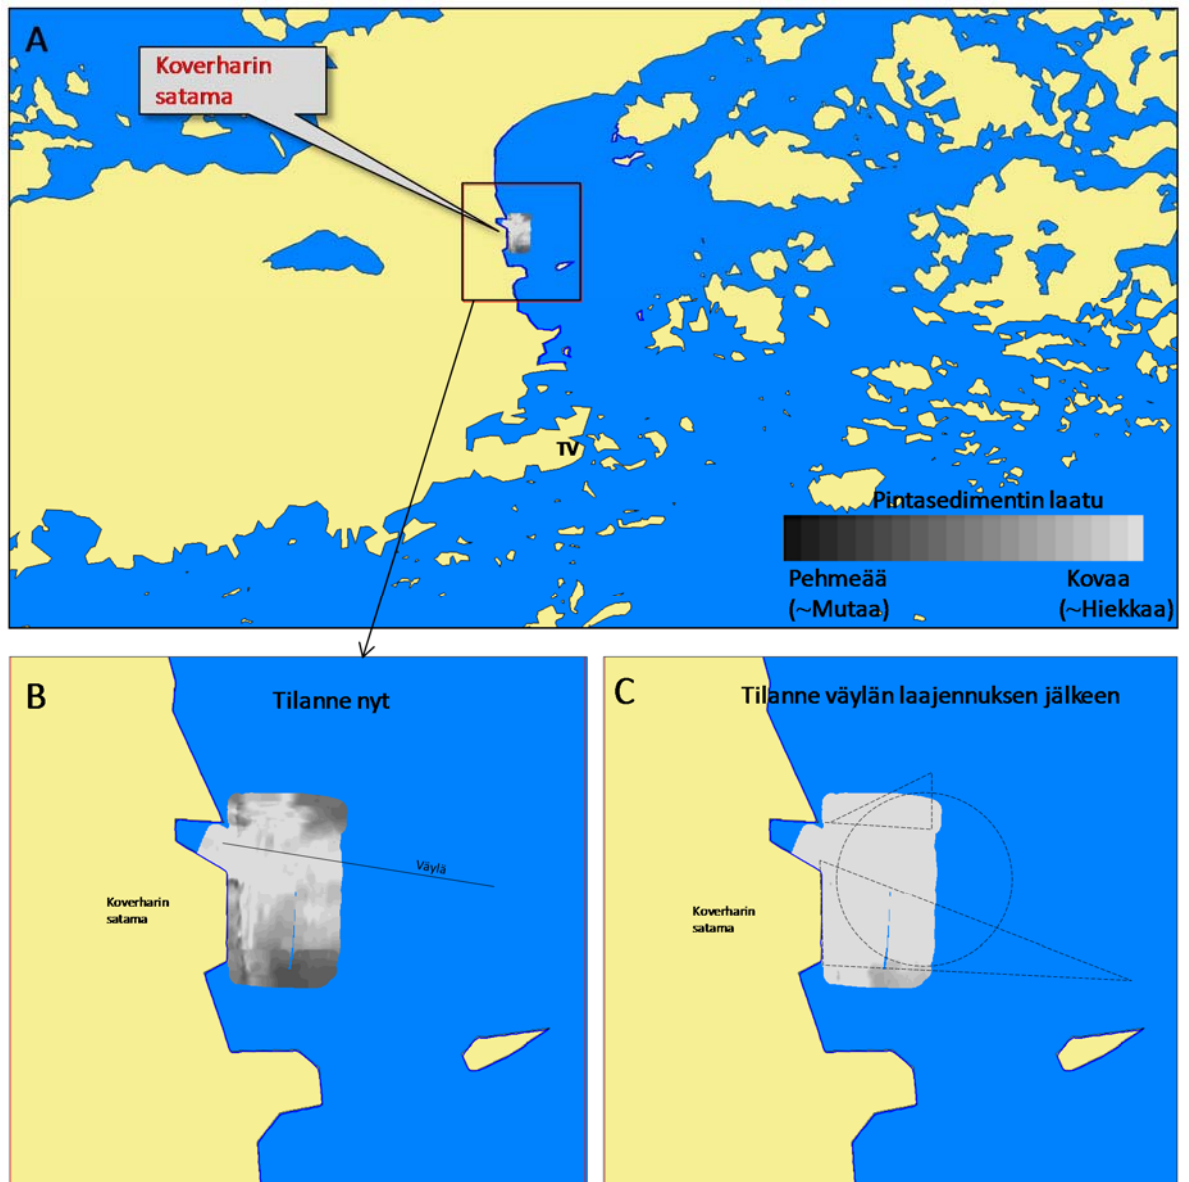 A
Koverharin
satama
TV
Pintasedimentin laatu
Pehmeää
(~Mutaa)
Kovaa
(~Hiekkaa)
B
Tilanne nyt
Väylä
Koverharin
satama
C
Tilanne väylän laajennuksen jälkeen
Koverharin
satama